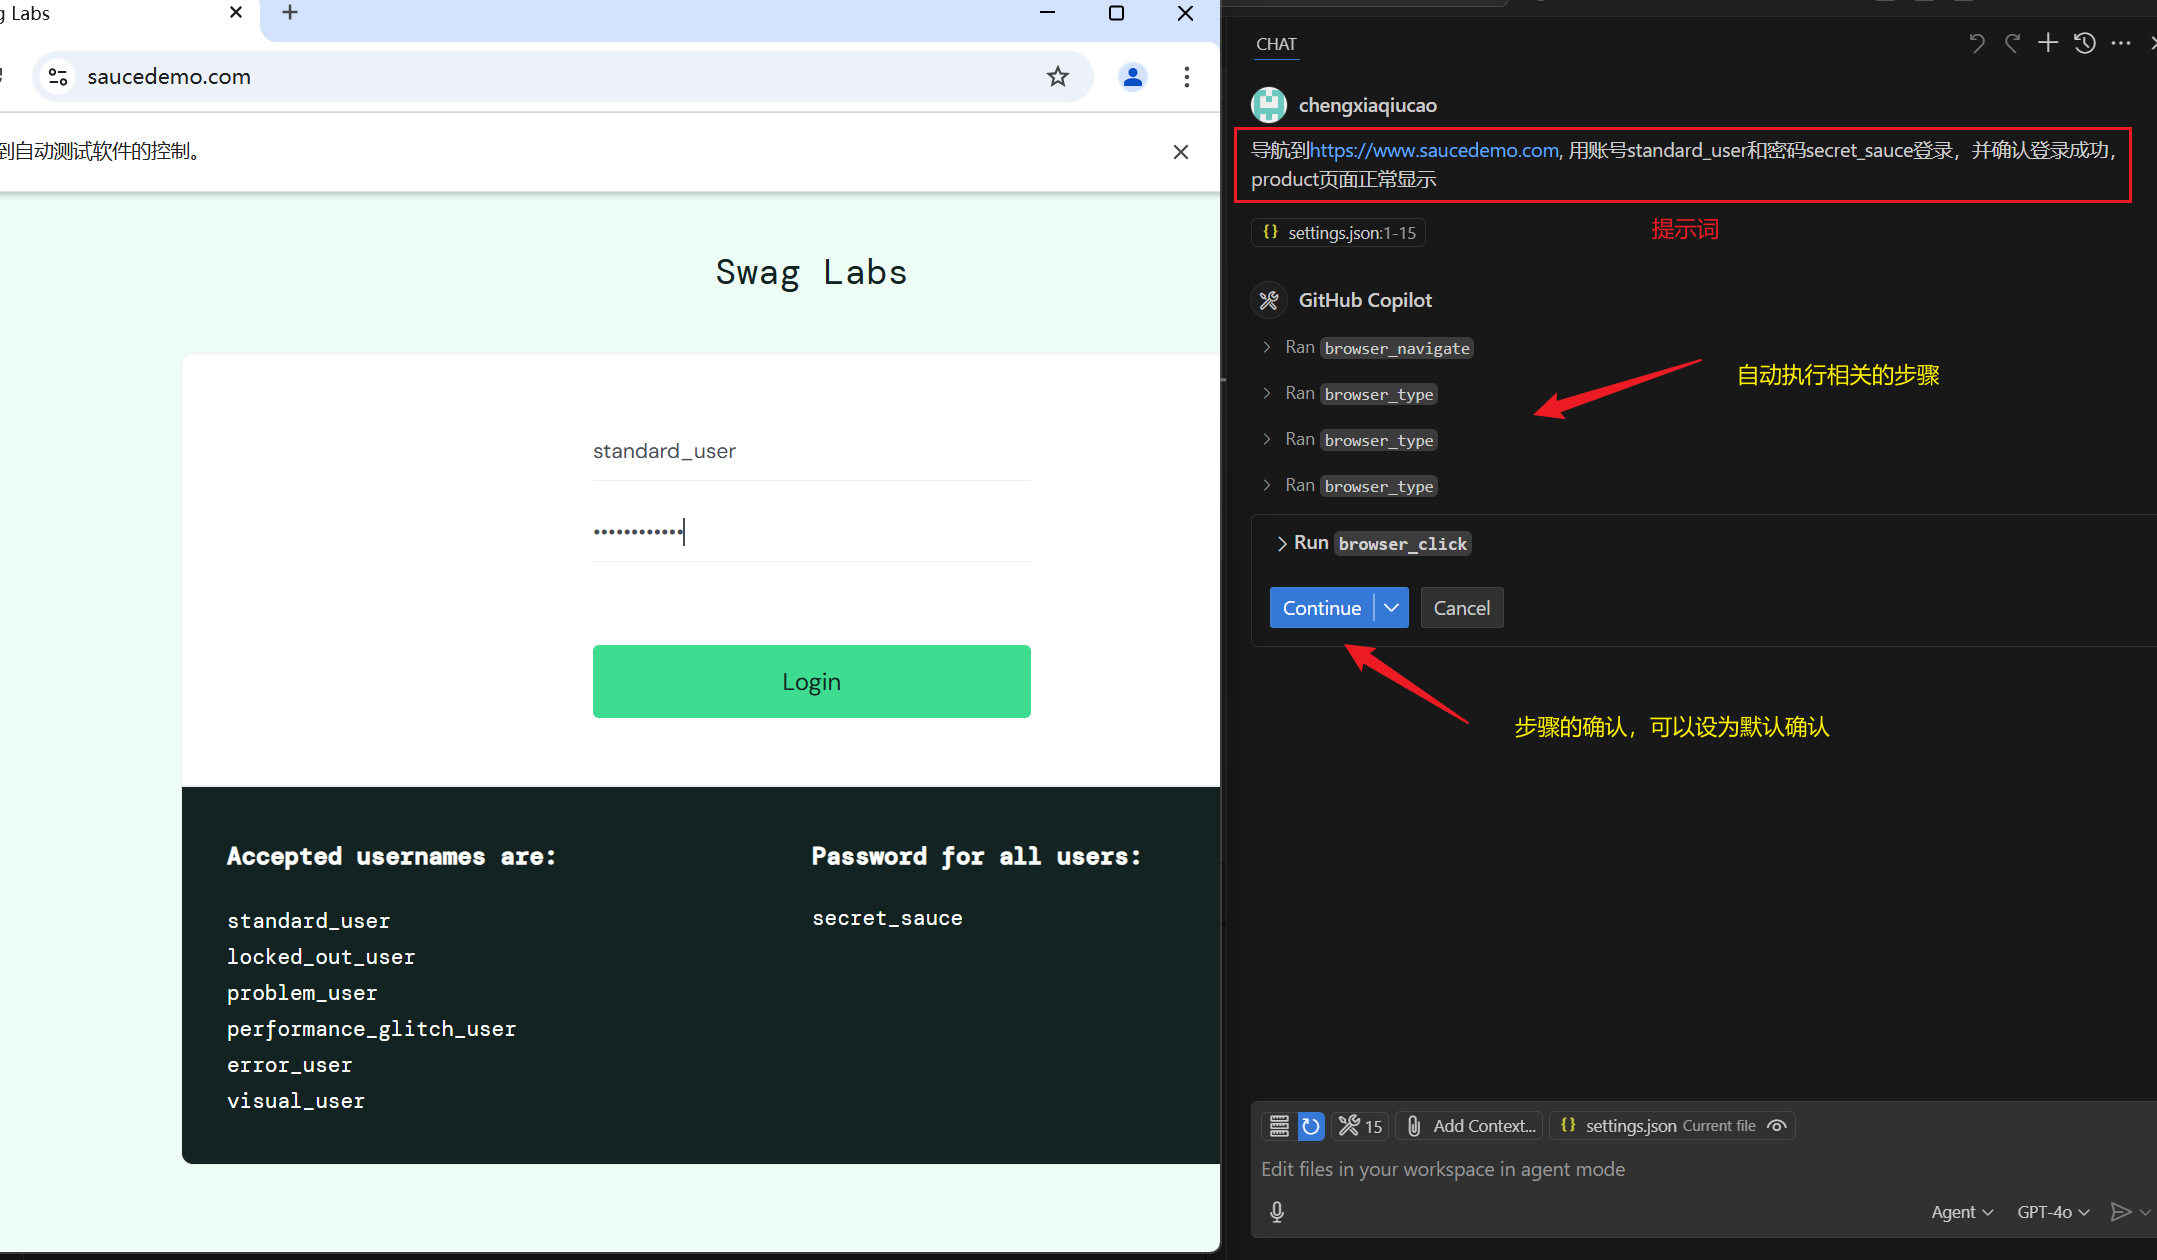 g Labs
saucedemo.com
到自动测试软件的控制。
Swag Labs
standard_user
••••••••••••
Login
Accepted usernames are:
standard_user
locked_out_user
problem_user
performance_glitch_user
error_user
visual_user
Password for all users:
secret_sauce
CHAT
chengxiaqiucao
导航到https://www.saucedemo.com, 用账号standard_user和密码secret_sauce登录，并确认登录成功，
product页面正常显示
{} settings.json:1-15
提示词
GitHub Copilot
Ran browser_navigate
自动执行相关的步骤
Ran browser_type
Ran browser_type
Ran browser_type
Run browser_click
Continue
Cancel
步骤的确认，可以设为默认确认
15
Add Context...
{} settings.json Current file
Edit files in your workspace in agent mode
Agent
GPT-4o